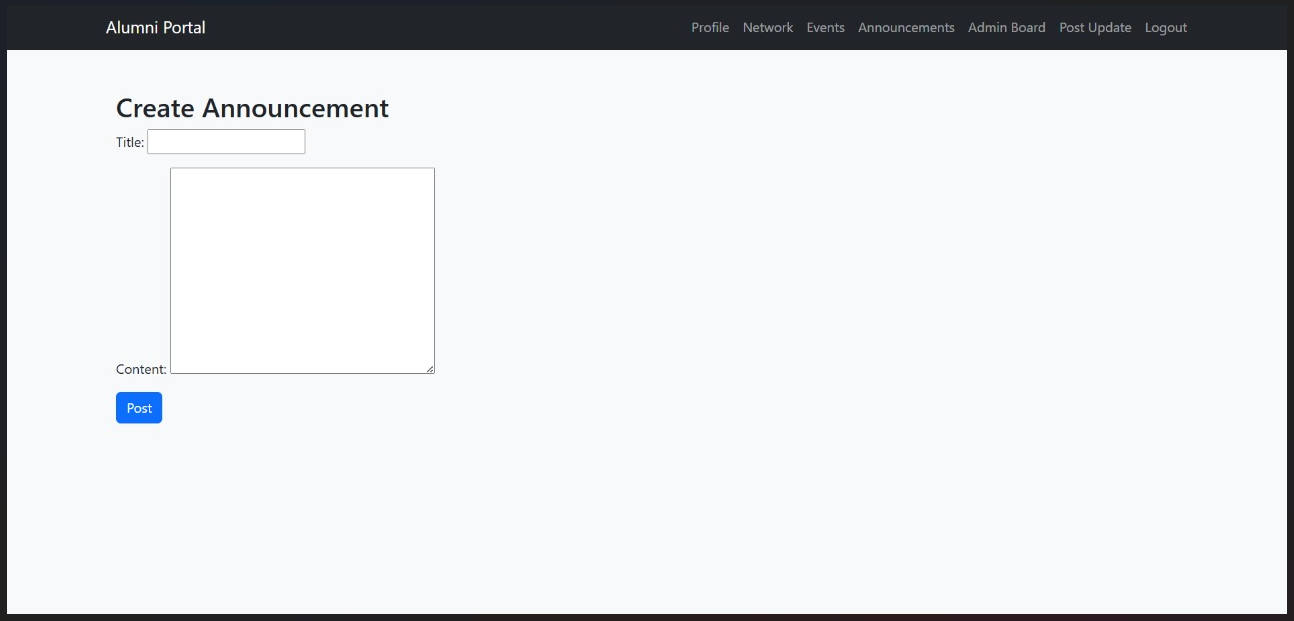 Alumni Portal
Profile Network Events Announcements Admin Board Post Update Logout
Create Announcement
Title:
Content:
Post